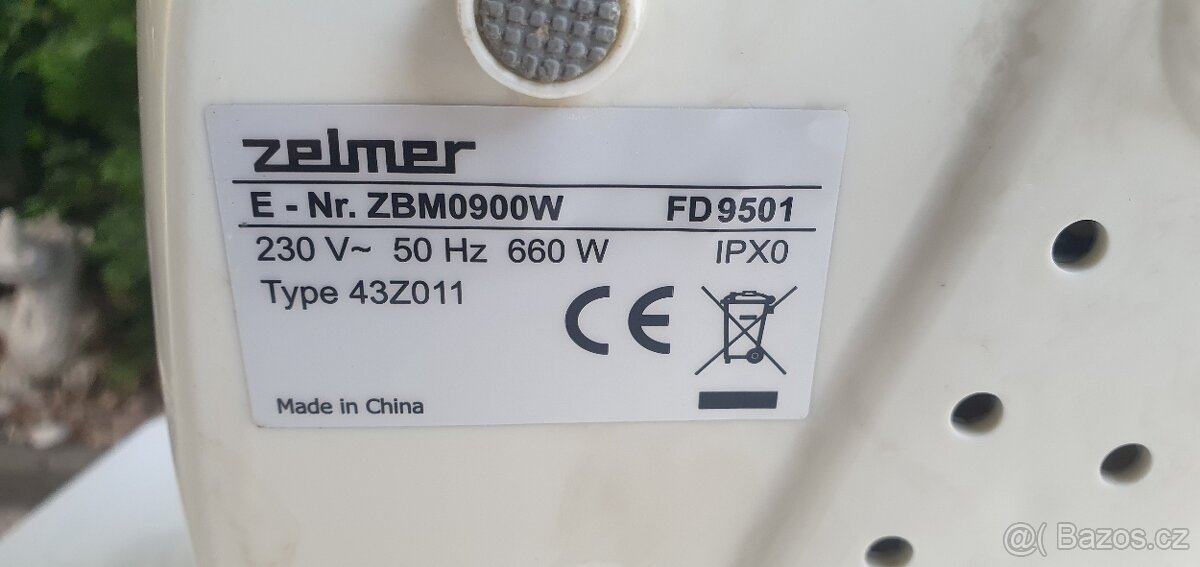 zelmer
E - Nr. ZBM0900W FD9501
230 V~ 50 Hz 660 W IPX0
Type 43Z011
CE
Made in China
@( Bazos.cz